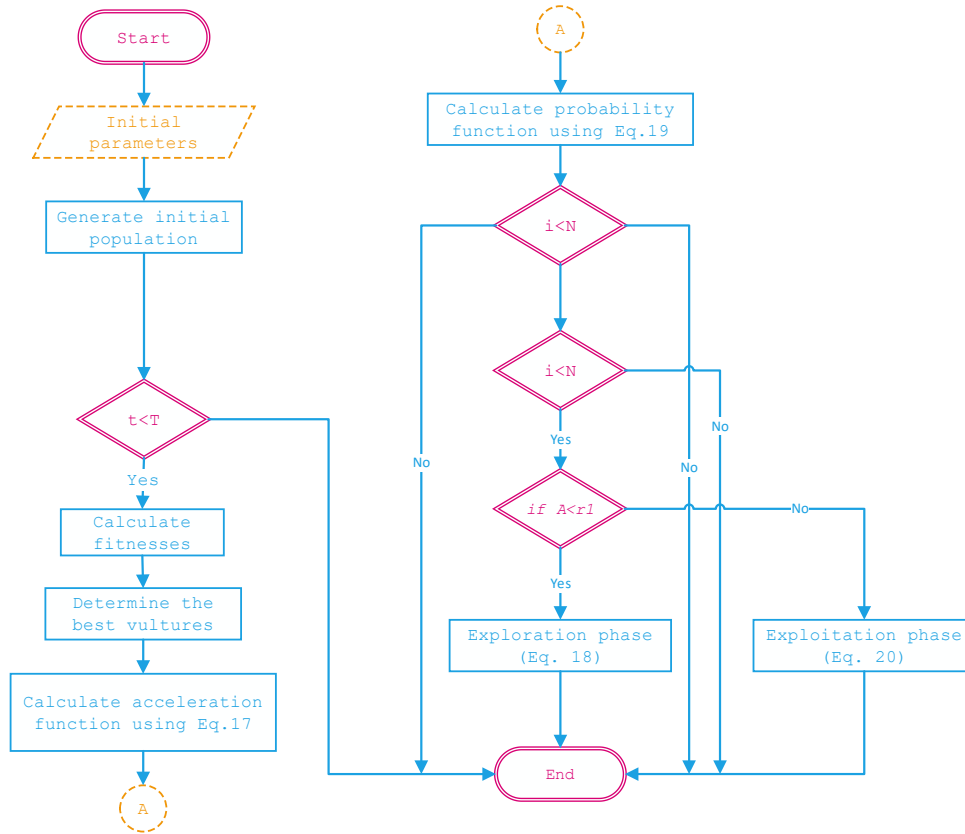 Start
Initial
parameters
Generate initial
population
t<T
Yes
Calculate
fitnesses
Determine the
best vultures
Calculate acceleration
function using Eq.17
A
A
Calculate probability
function using Eq.19
i<N
i<N
No
Yes
No
No
if A<r1
No
Yes
Exploration phase
(Eq. 18)
Exploitation phase
(Eq. 20)
End